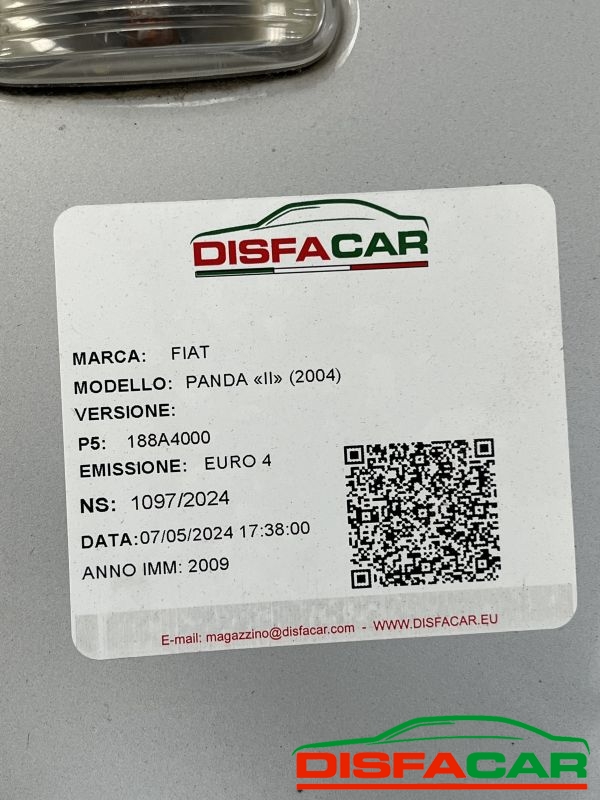 DISFACAR
MARCA: FIAT
MODELLO: PANDA «II» (2004)
VERSIONE:
P5: 188A4000
EMISSIONE: EURO 4
NS: 1097/2024
DATA:07/05/2024 17:38:00
ANNO IMM: 2009
E-mail: magazzino@disfacar.com - WWW.DISFACAR.EU
DISFACAR